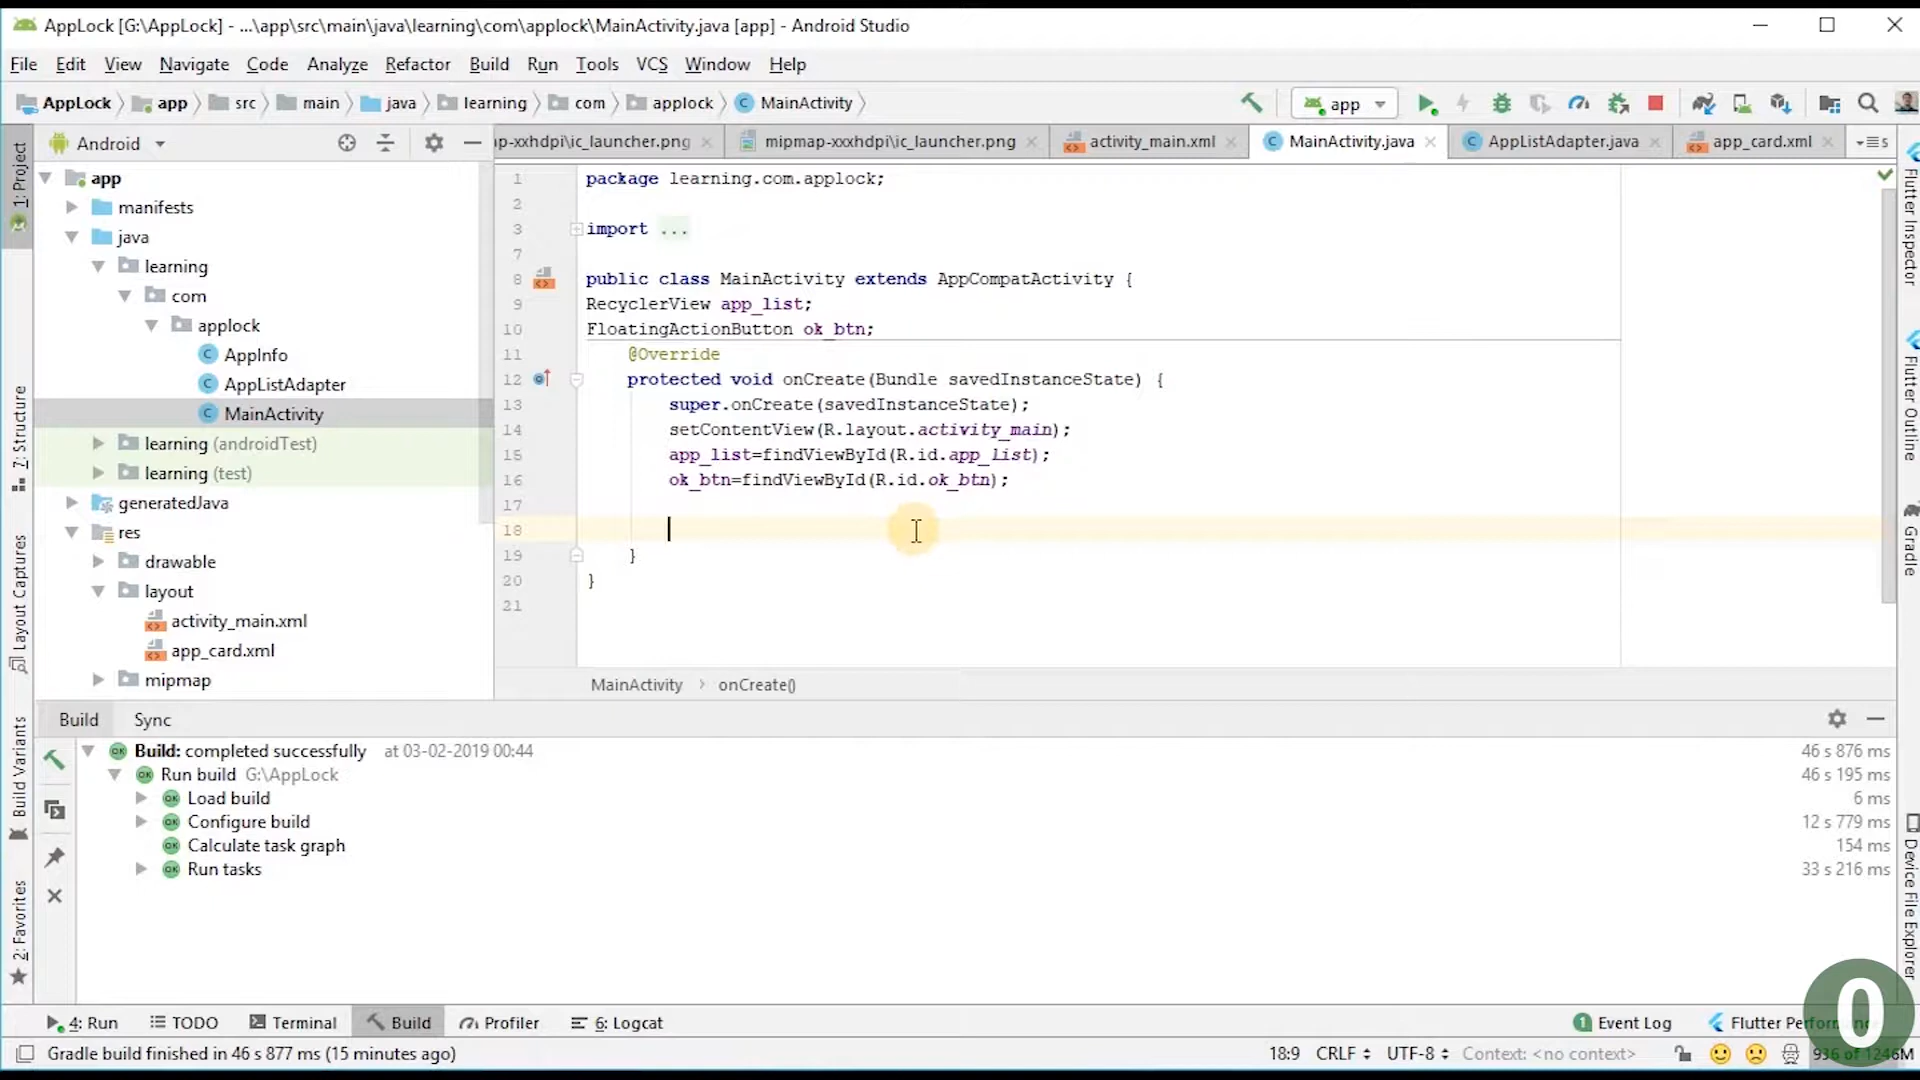 AppLock [G:\AppLock] - ...\app\src\main\java\learning\com\applock\MainActivity.java [app] - Android Studio
File Edit View Navigate Code Analyze Refactor Build Run Tools VCS Window Help
AppLock app src main java learning com applock MainActivity
app
Android
mipmap-xxxhdpi\ic_launcher.png
activity_main.xml
MainActivity.java
AppListAdapter.java
app_card.xml
1: Project
7: Structure
Layout Captures
Build Variants
2: Favorites
app
manifests
java
learning
com
applock
AppInfo
AppListAdapter
MainActivity
learning (androidTest)
learning (test)
generatedJava
res
drawable
layout
activity_main.xml
app_card.xml
mipmap
1 package learning.com.applock;
2
3 import ...
7
8 public class MainActivity extends AppCompatActivity {
9 RecyclerView app_list;
10 FloatingActionButton ok_btn;
11 @Override
12 protected void onCreate(Bundle savedInstanceState) {
13 super.onCreate(savedInstanceState);
14 setContentView(R.layout.activity_main);
15 app_list=findViewById(R.id.app_list);
16 ok_btn=findViewById(R.id.ok_btn);
17
18
19 }
20 }
21
MainActivity › onCreate()
Flutter Inspector
Flutter Outline
Gradle
Device File Explorer
Build Sync
Build: completed successfully at 03-02-2019 00:44 46 s 876 ms
Run build G:\AppLock 46 s 195 ms
Load build 6 ms
Configure build 12 s 779 ms
Calculate task graph 154 ms
Run tasks 33 s 216 ms
4: Run TODO Terminal Build Profiler 6: Logcat 1 Event Log Flutter
Gradle build finished in 46 s 877 ms (15 minutes ago) 18:9 CRLF UTF-8 Context: <no context> 936 of 1246M
0